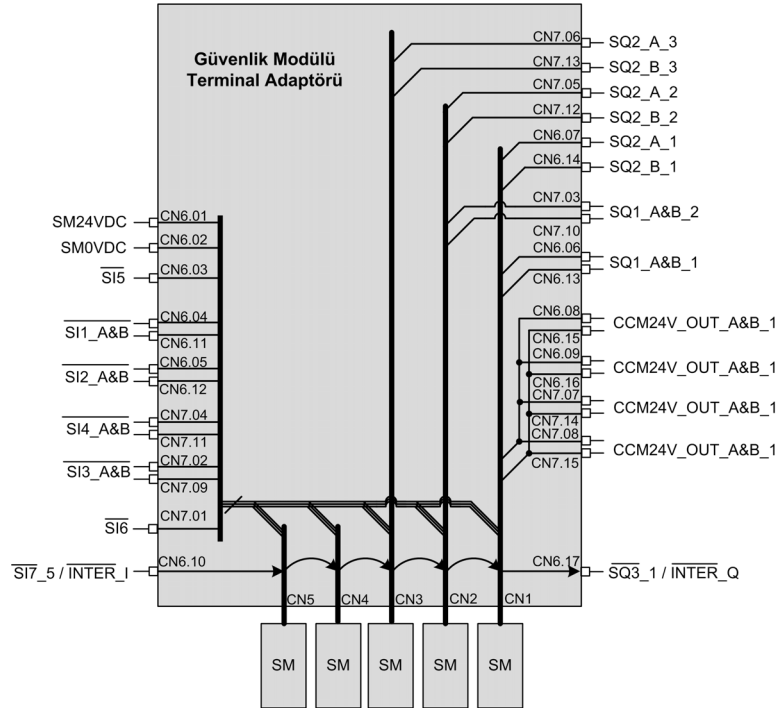 Güvenlik Modülü
Terminal Adaptörü
CN7.06
SQ2_A_3
CN7.13
SQ2_B_3
CN7.05
SQ2_A_2
CN7.12
SQ2_B_2
CN6.07
SQ2_A_1
CN6.14
SQ2_B_1
CN7.03
SQ1_A&B_2
CN7.10
CN6.06
SQ1_A&B_1
CN6.13
CN6.08
CCM24V_OUT_A&B_1
CN6.15
CN6.09
CCM24V_OUT_A&B_1
CN6.16
CN7.07
CCM24V_OUT_A&B_1
CN7.14
CN7.08
CCM24V_OUT_A&B_1
CN7.15
SM24VDC
CN6.01
SM0VDC
CN6.02
SI5
CN6.03
CN6.04
SI1_A&B
CN6.11
CN6.05
SI2_A&B
CN6.12
CN7.04
SI4_A&B
CN7.11
CN7.02
SI3_A&B
CN7.09
CN7.01
SI6
CN6.10
SI7_5 / INTER_I
CN6.17
SQ3_1 / INTER_Q
CN5 CN4 CN3 CN2 CN1
SM SM SM SM SM